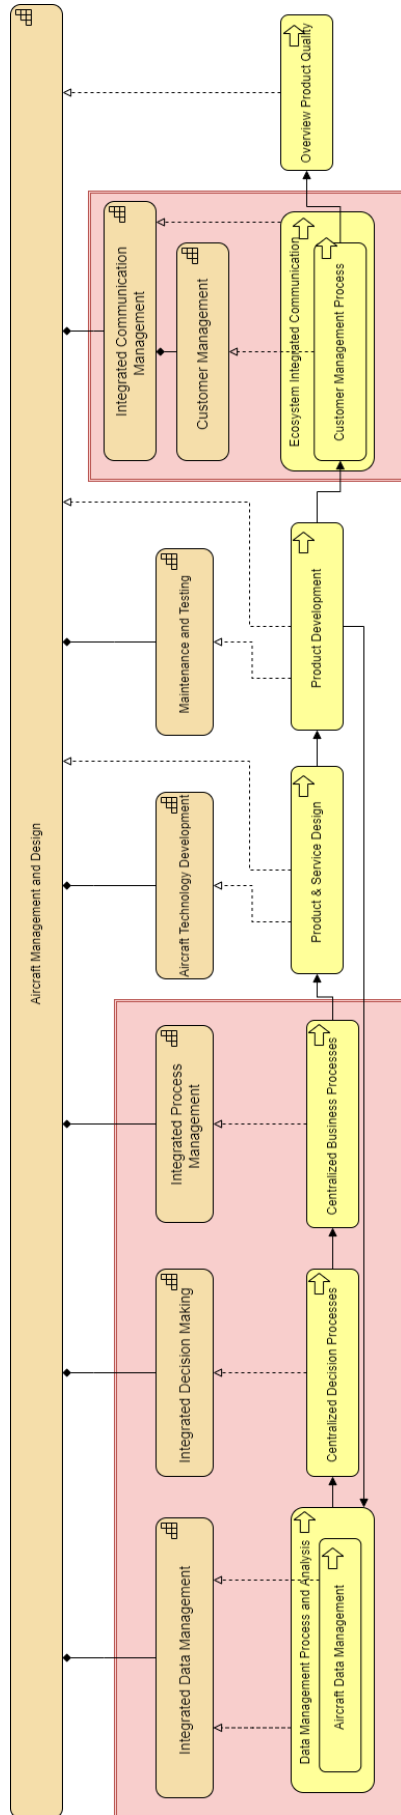 Aircraft Management and Design
Integrated Data Management
Integrated Decision Making
Integrated Process
Management
Aircraft Technology Development
Maintenance and Testing
Integrated Communication
Management
Customer Management
Data Management Process and Analysis
Aircraft Data Management
Centralized Decision Processes
Centralized Business Processes
Product & Service Design
Product Development
Ecosystem Integrated Communication
Customer Management Process
Overview Product Quality